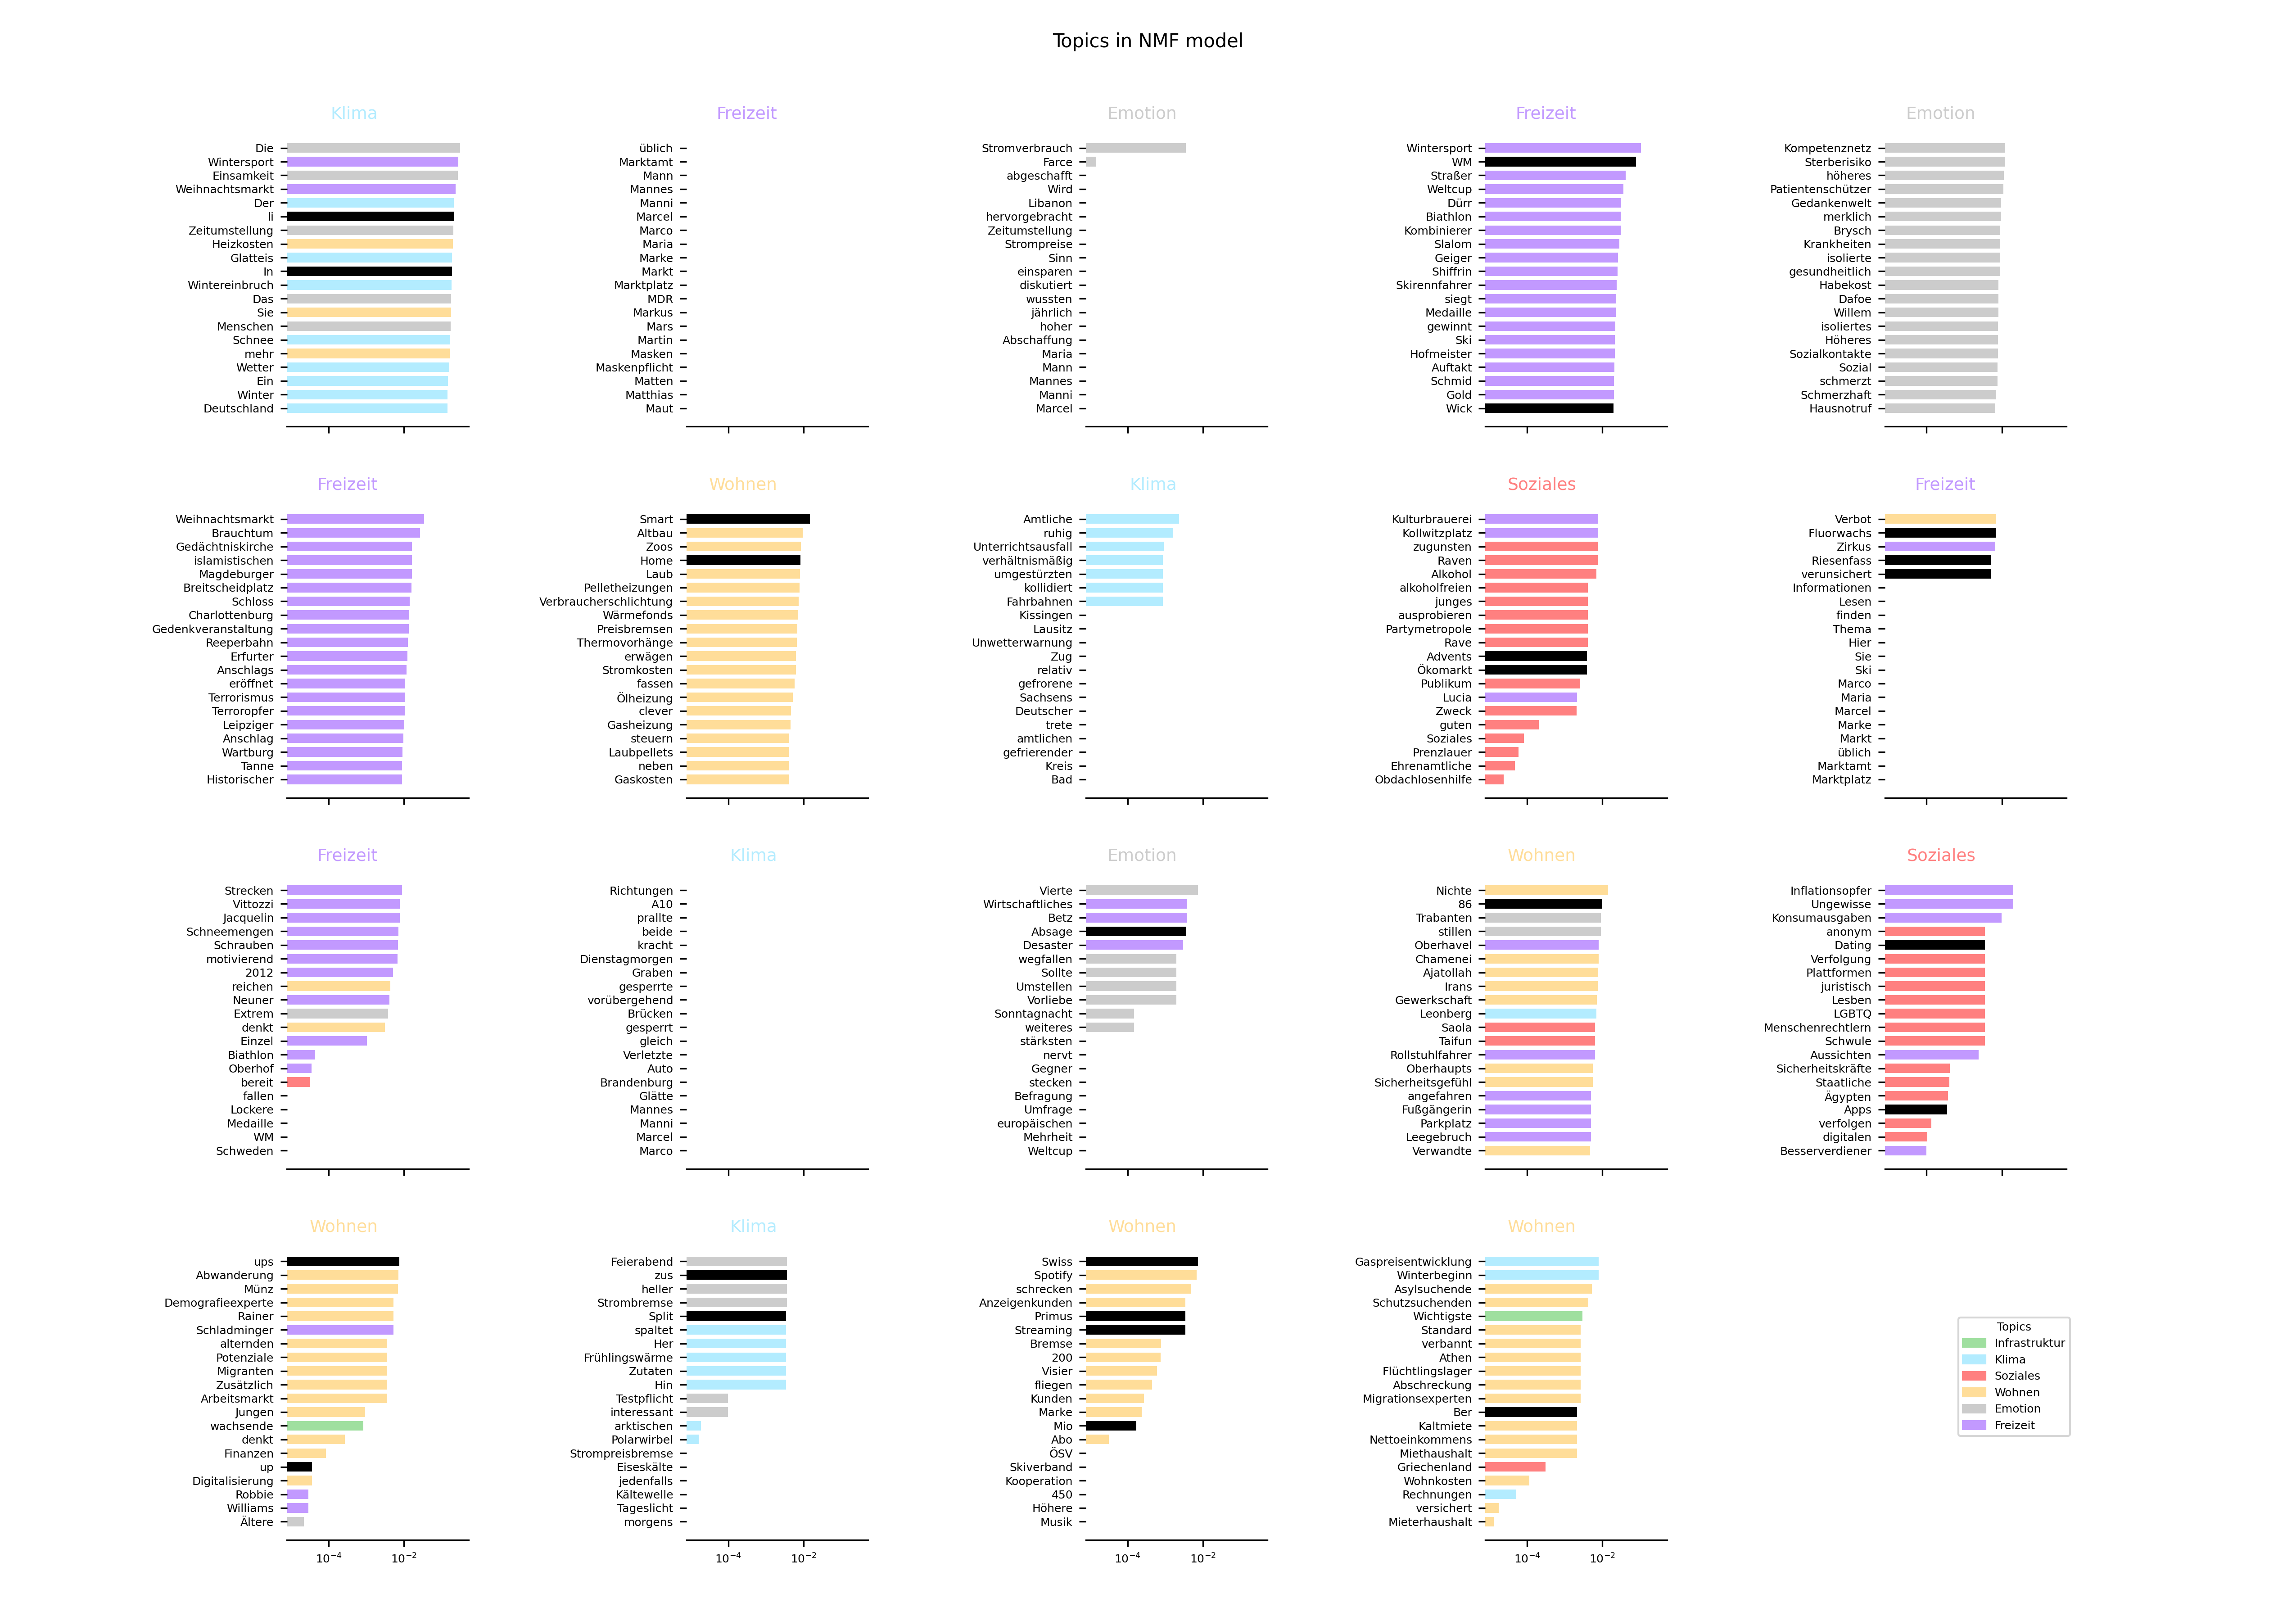 Topics in NMF model
Klima
Die
Wintersport
Einsamkeit
Weihnachtsmarkt
Der
li
Zeitumstellung
Heizkosten
Glatteis
In
Wintereinbruch
Das
Sie
Menschen
Schnee
mehr
Wetter
Ein
Winter
Deutschland
Freizeit
üblich
Marktamt
Mann
Mannes
Manni
Marcel
Marco
Maria
Marke
Markt
Marktplatz
MDR
Markus
Mars
Martin
Masken
Maskenpflicht
Matten
Matthias
Maut
Emotion
Stromverbrauch
Farce
abgeschafft
Wird
Libanon
hervorgebracht
Zeitumstellung
Strompreise
Sinn
einsparen
diskutiert
wussten
jährlich
hoher
Abschaffung
Maria
Mann
Mannes
Manni
Marcel
Freizeit
Wintersport
WM
Straßer
Weltcup
Dürr
Biathlon
Kombinierer
Slalom
Geiger
Shiffrin
Skirennfahrer
siegt
Medaille
gewinnt
Ski
Hofmeister
Auftakt
Schmid
Gold
Wick
Emotion
Kompetenznetz
Sterberisiko
höheres
Patientenschützer
Gedankenwelt
merklich
Brysch
Krankheiten
isolierte
gesundheitlich
Habekost
Dafoe
Willem
isoliertes
Höheres
Sozialkontakte
Sozial
schmerzt
Schmerzhaft
Hausnotruf
Freizeit
Weihnachtsmarkt
Brauchtum
Gedächtniskirche
islamistischen
Magdeburger
Breitscheidplatz
Schloss
Charlottenburg
Gedenkveranstaltung
Reeperbahn
Erfurter
Anschlags
eröffnet
Terrorismus
Terroropfer
Leipziger
Anschlag
Wartburg
Tanne
Historischer
Wohnen
Smart
Altbau
Zoos
Home
Laub
Pelletheizungen
Verbraucherschlichtung
Wärmefonds
Preisbremsen
Thermovorhänge
erwägen
Stromkosten
fassen
Ölheizung
clever
Gasheizung
steuern
Laubpellets
neben
Gaskosten
Klima
Amtliche
ruhig
Unterrichtsausfall
verhältnismäßig
umgestürzten
kollidiert
Fahrbahnen
Kissingen
Lausitz
Unwetterwarnung
Zug
relativ
gefrorene
Sachsens
Deutscher
trete
amtlichen
gefrierender
Kreis
Bad
Soziales
Kulturbrauerei
Kollwitzplatz
zugunsten
Raven
Alkohol
alkoholfreien
junges
ausprobieren
Partymetropole
Rave
Advents
Ökomarkt
Publikum
Lucia
Zweck
guten
Soziales
Prenzlauer
Ehrenamtliche
Obdachlosenhilfe
Freizeit
Verbot
Fluorwachs
Zirkus
Riesenfass
verunsichert
Informationen
Lesen
finden
Thema
Hier
Sie
Ski
Marco
Maria
Marcel
Marke
Markt
üblich
Marktamt
Marktplatz
Freizeit
Strecken
Vittozzi
Jacquelin
Schneemengen
Schrauben
motivierend
2012
reichen
Neuner
Extrem
denkt
Einzel
Biathlon
Oberhof
bereit
fallen
Lockere
Medaille
WM
Schweden
Klima
Richtungen
A10
prallte
beide
kracht
Dienstagmorgen
Graben
gesperrte
vorübergehend
Brücken
gesperrt
gleich
Verletzte
Auto
Brandenburg
Glätte
Mannes
Manni
Marcel
Marco
Emotion
Vierte
Wirtschaftliches
Betz
Absage
Desaster
wegfallen
Sollte
Umstellen
Vorliebe
Sonntagnacht
weiteres
stärksten
nervt
Gegner
stecken
Befragung
Umfrage
europäischen
Mehrheit
Weltcup
Wohnen
Nichte
86
Trabanten
stillen
Oberhavel
Chamenei
Ajatollah
Irans
Gewerkschaft
Leonberg
Saola
Taifun
Rollstuhlfahrer
Oberhaupts
Sicherheitsgefühl
angefahren
Fußgängerin
Parkplatz
Leegebruch
Verwandte
Soziales
Inflationsopfer
Ungewisse
Konsumausgaben
anonym
Dating
Verfolgung
Plattformen
juristisch
Lesben
LGBTQ
Menschenrechtlern
Schwule
Aussichten
Sicherheitskräfte
Staatliche
Ägypten
Apps
verfolgen
digitalen
Besserverdiener
Wohnen
ups
Abwanderung
Münz
Demografieexperte
Rainer
Schladminger
alternden
Potenziale
Migranten
Zusätzlich
Arbeitsmarkt
Jungen
wachsende
denkt
Finanzen
up
Digitalisierung
Robbie
Williams
Ältere
10⁻⁴ 10⁻²
Klima
Feierabend
zus
heller
Strombremse
Split
spaltet
Her
Frühlingswärme
Zutaten
Hin
Testpflicht
interessant
arktischen
Polarwirbel
Strompreisbremse
Eiseskälte
jedenfalls
Kältewelle
Tageslicht
morgens
10⁻⁴ 10⁻²
Wohnen
Swiss
Spotify
schrecken
Anzeigenkunden
Primus
Streaming
Bremse
200
Visier
fliegen
Kunden
Marke
Mio
Abo
ÖSV
Skiverband
Kooperation
450
Höhere
Musik
10⁻⁴ 10⁻²
Wohnen
Gaspreisentwicklung
Winterbeginn
Asylsuchende
Schutzsuchenden
Wichtigste
Standard
verbannt
Athen
Flüchtlingslager
Abschreckung
Migrationsexperten
Ber
Kaltmiete
Nettoeinkommens
Miethaushalt
Griechenland
Wohnkosten
Rechnungen
versichert
Mieterhaushalt
10⁻⁴ 10⁻²
Topics
Infrastruktur
Klima
Soziales
Wohnen
Emotion
Freizeit